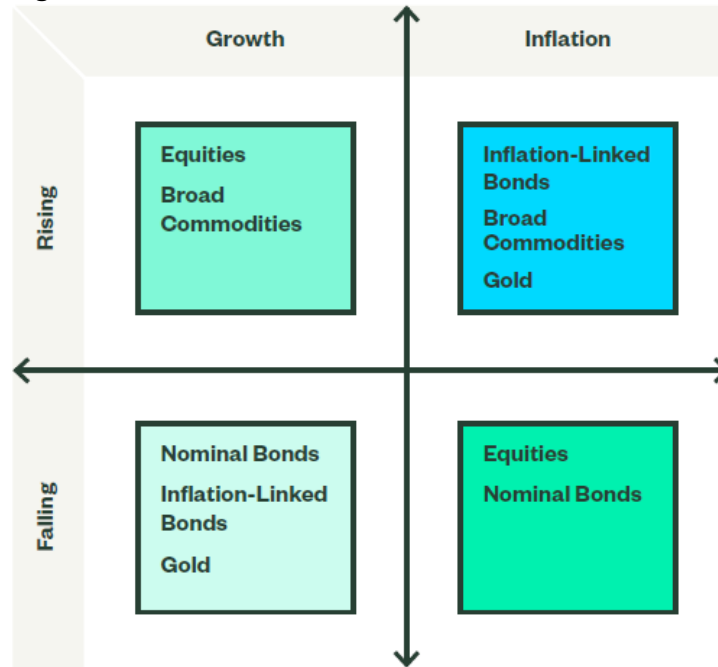 Growth
Inflation
Rising
Equities
Broad
Commodities
Inflation-Linked
Bonds
Broad
Commodities
Gold
Falling
Nominal Bonds
Inflation-Linked
Bonds
Gold
Equities
Nominal Bonds